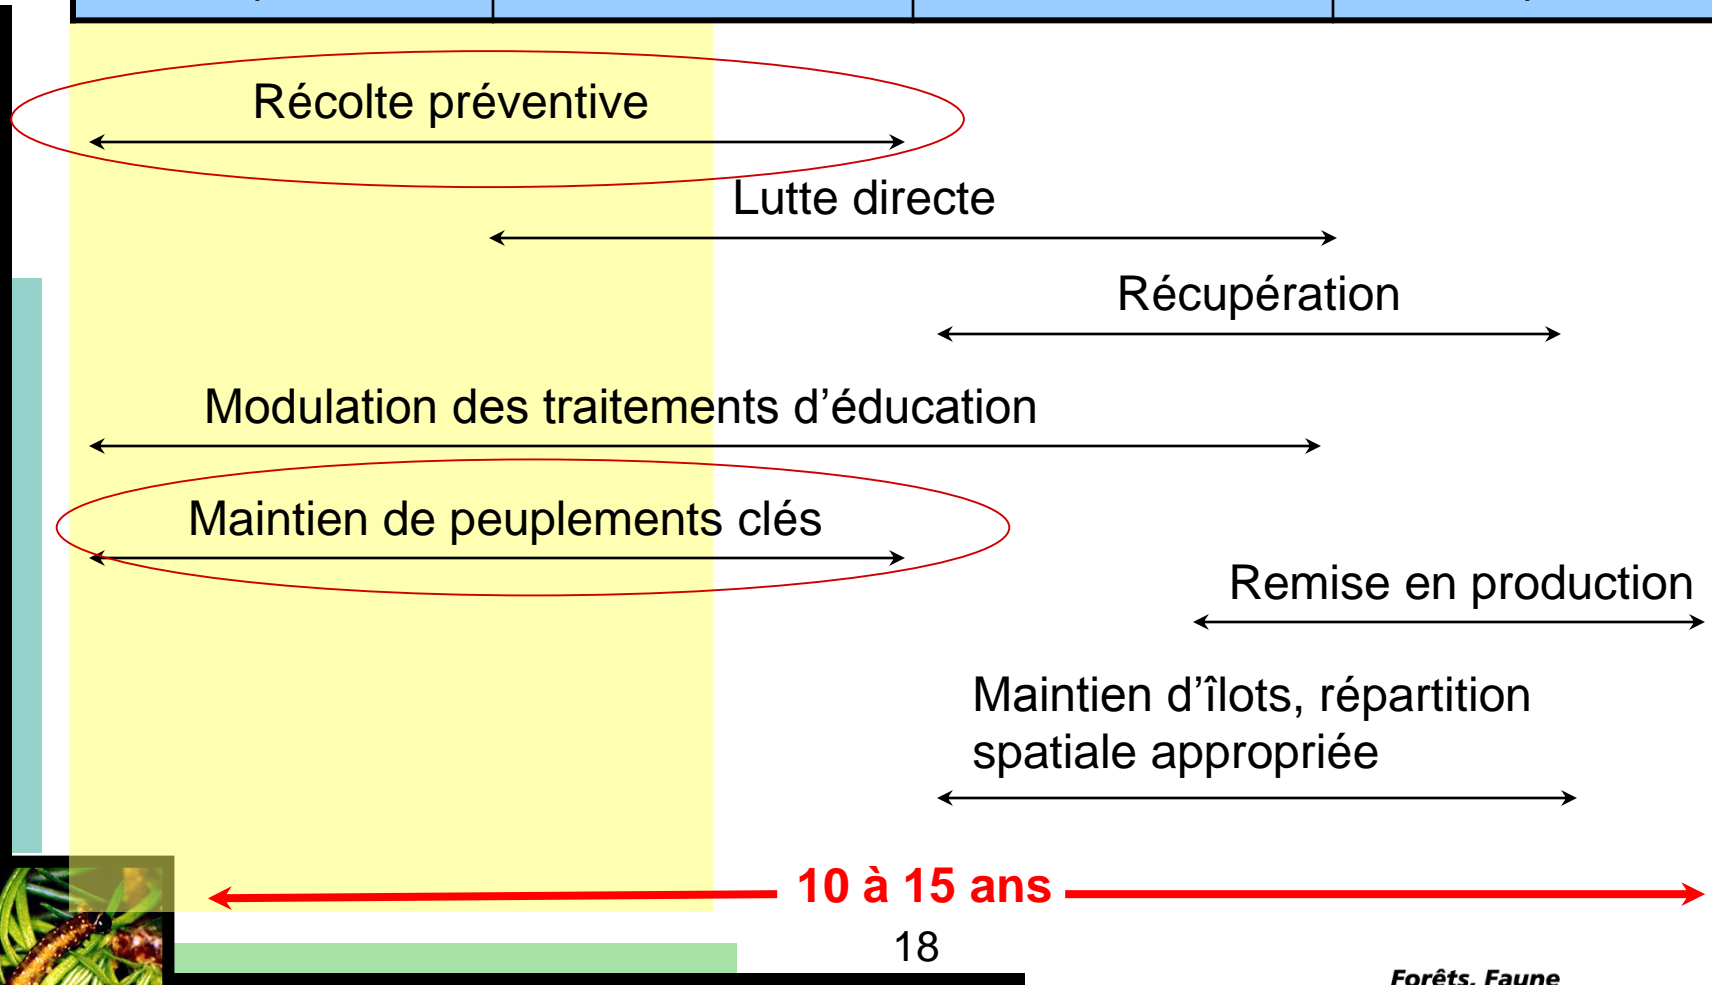 Récolte préventive
Lutte directe
Récupération
Modulation des traitements d’éducation
Maintien de peuplements clés
Remise en production
Maintien d’îlots, répartition
spatiale appropriée
10 à 15 ans
18
Forêts, Faune